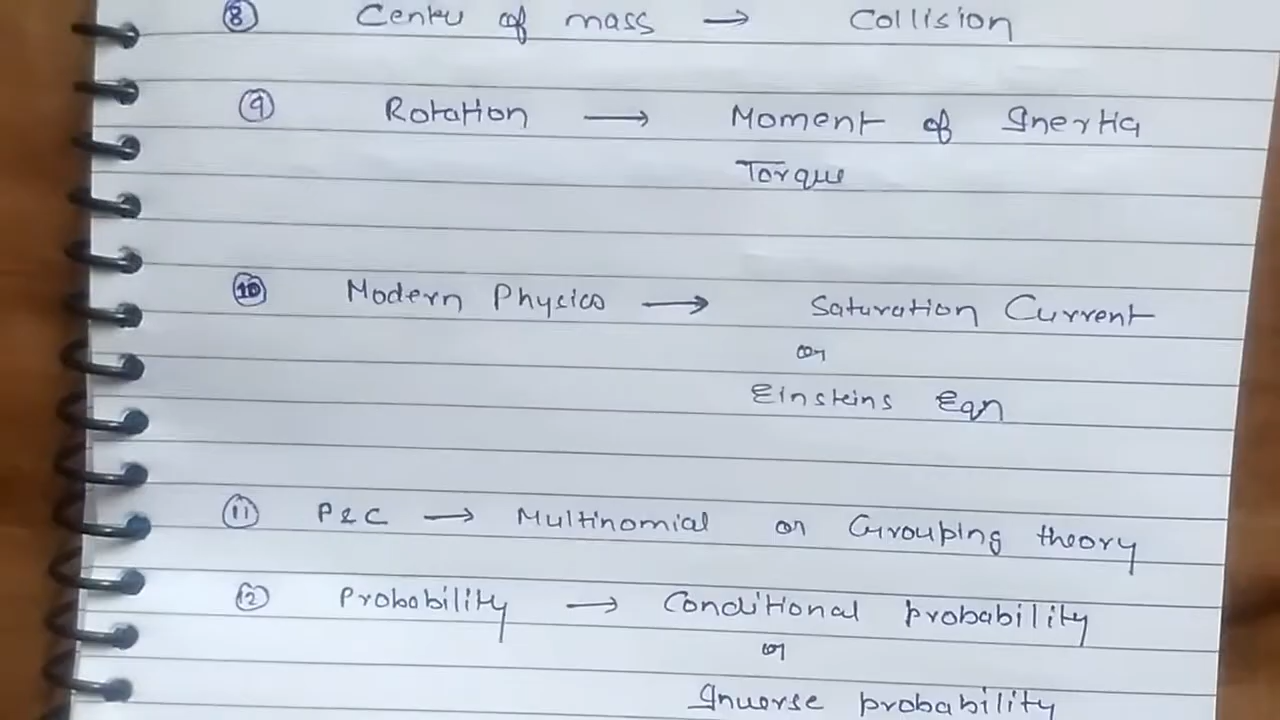 8 Centre of mass → Collision
9 Rotation → Moment of Inertia
Torque
10 Modern Physics → Saturation Current
or
Einsteins Eqn
11 P&C → Multinomial or Grouping theory
12 Probability → Conditional probability
or
Inverse probability